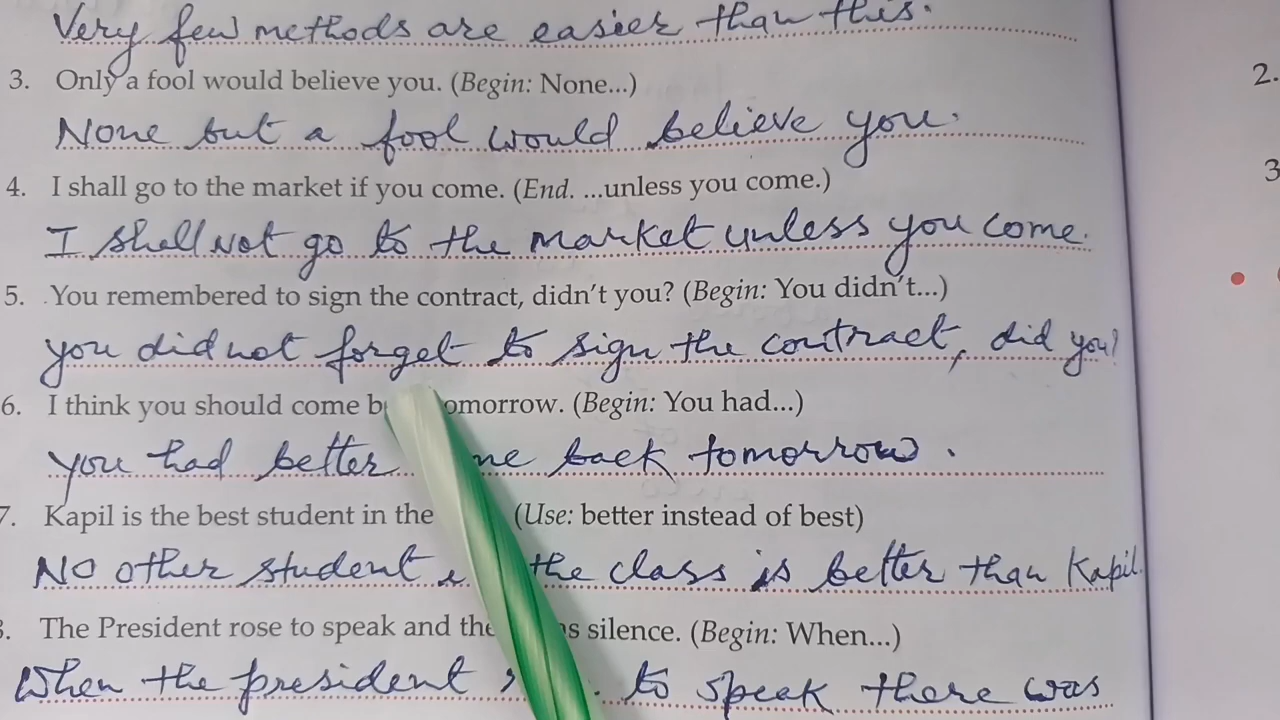 Very few methods are easier than this.
3. Only a fool would believe you. (Begin: None...)
None but a fool would believe you.
4. I shall go to the market if you come. (End. ...unless you come.)
I shall not go to the market unless you come.
5. You remembered to sign the contract, didn't you? (Begin: You didn't...)
you did not forget to sign the contract, did you?
6. I think you should come tomorrow. (Begin: You had...)
you had better back tomorrow.
7. Kapil is the best student in the (Use: better instead of best)
No other student the class is better than Kapil.
The President rose to speak and silence. (Begin: When...)
When the president to speak there was
2.
3